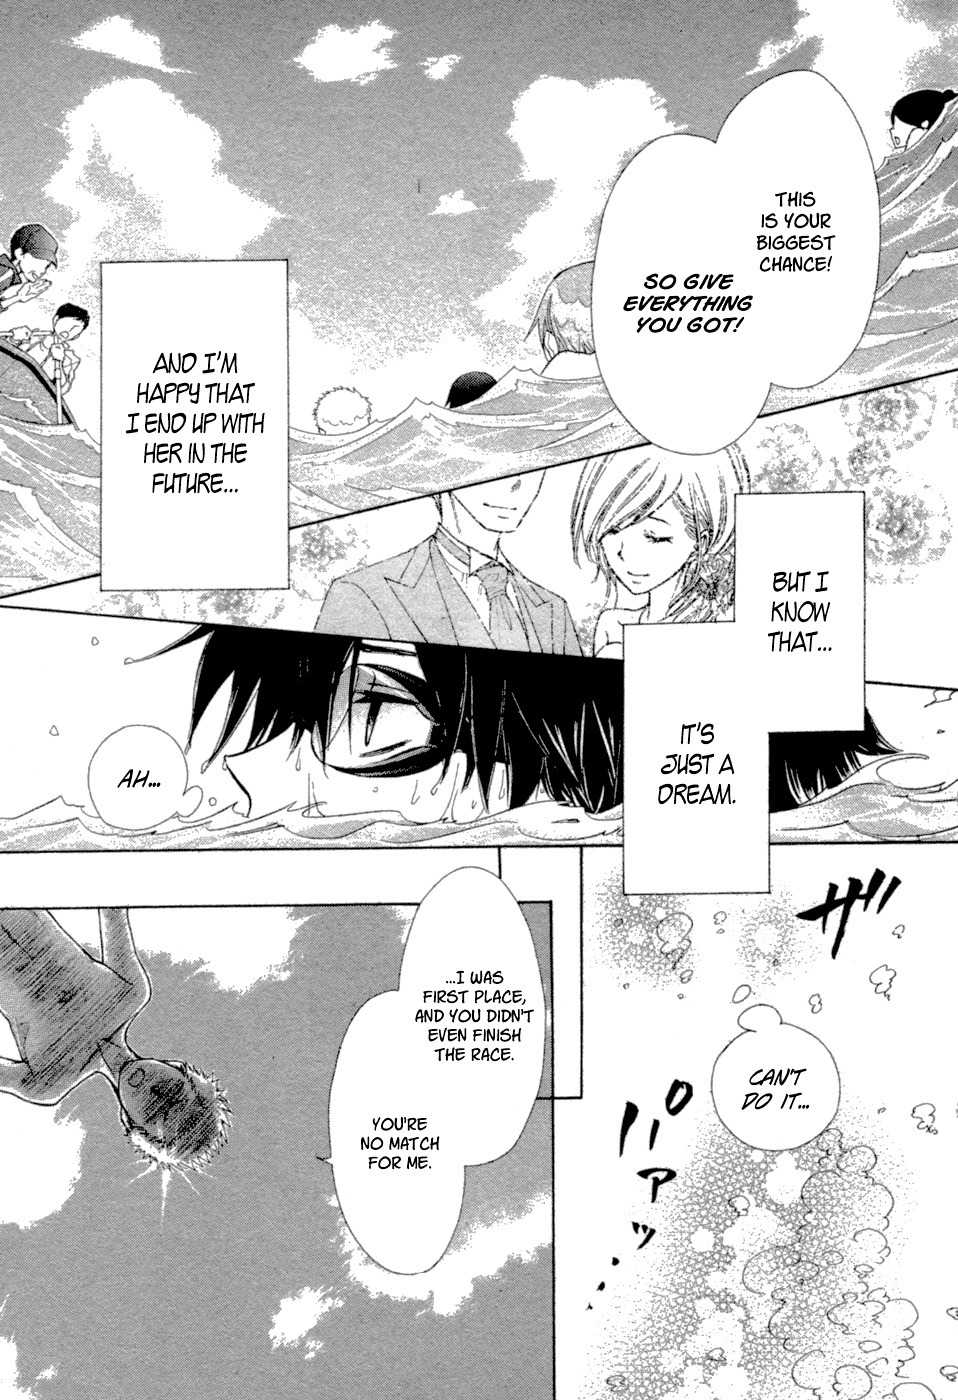 THIS
IS YOUR
BIGGEST
CHANCE!
SO GIVE
EVERYTHING
YOU GOT!
AND I'M
HAPPY THAT
I END UP WITH
HER IN THE
FUTURE...
BUT I
KNOW
THAT...
IT'S
JUST A
DREAM.
AH...
ザ
CAN'T
DO IT...
パァッ
...I WAS
FIRST PLACE,
AND YOU DIDN'T
EVEN FINISH
THE RACE.
YOU'RE
NO MATCH
FOR ME.